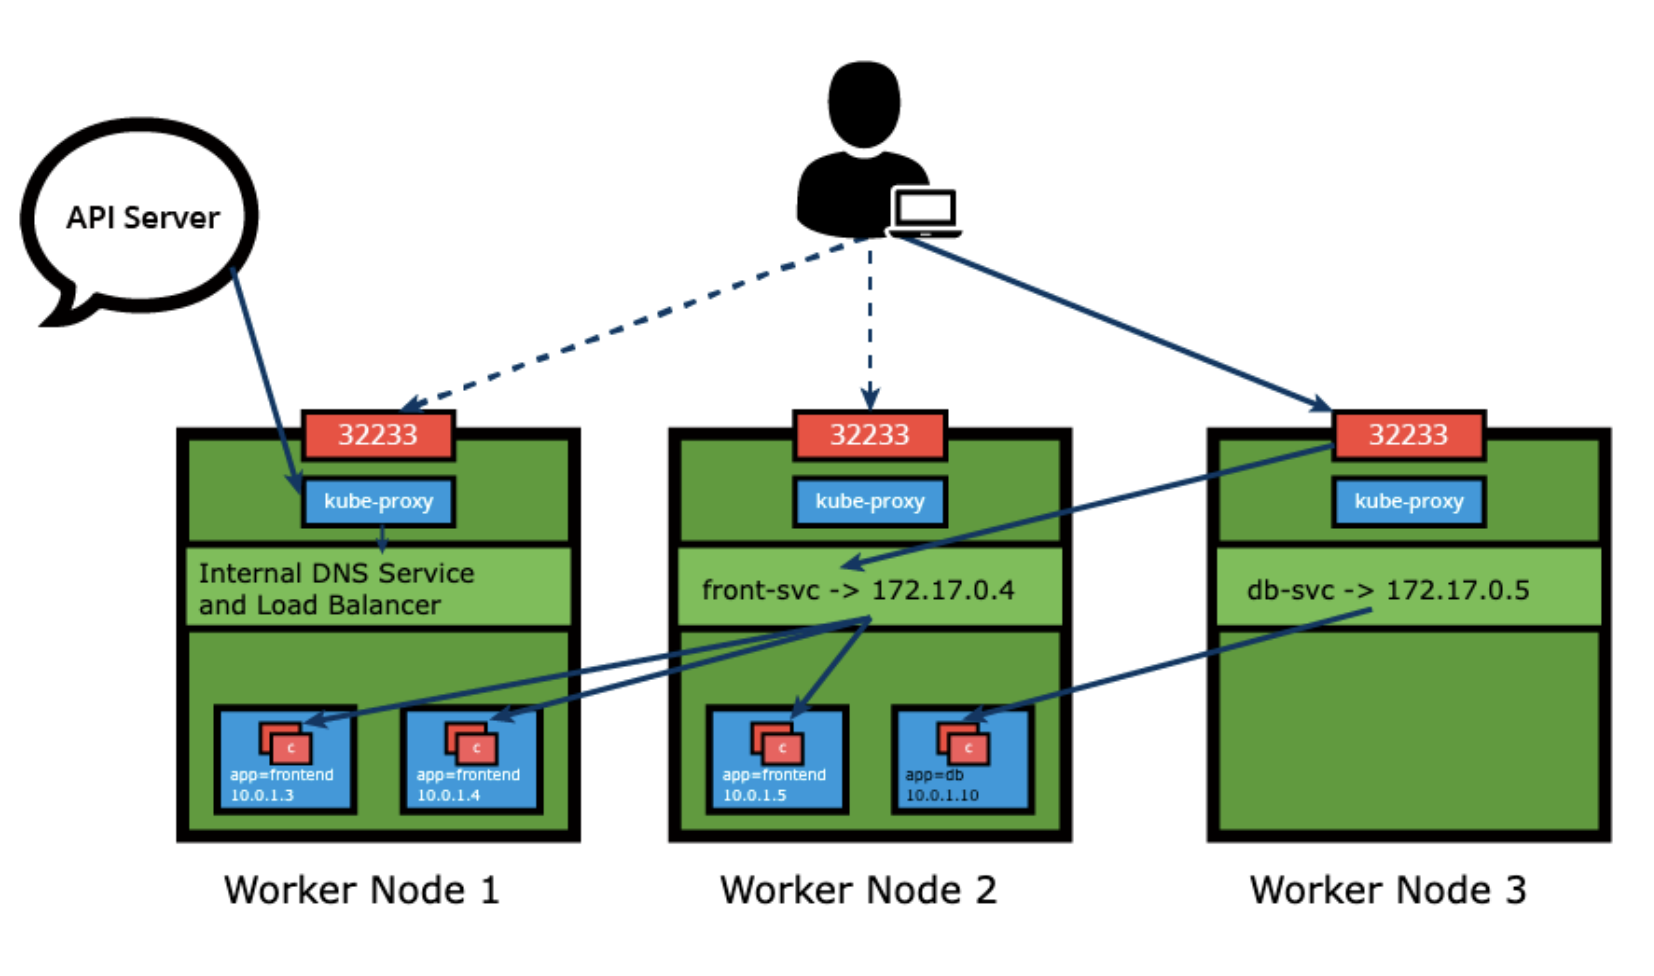 API Server
32233
32233
32233
kube-proxy
kube-proxy
kube-proxy
Internal DNS Service
and Load Balancer
front-svc -> 172.17.0.4
db-svc -> 172.17.0.5
c
app=frontend
10.0.1.3
c
app=frontend
10.0.1.4
c
app=frontend
10.0.1.5
c
app=db
10.0.1.10
Worker Node 1
Worker Node 2
Worker Node 3